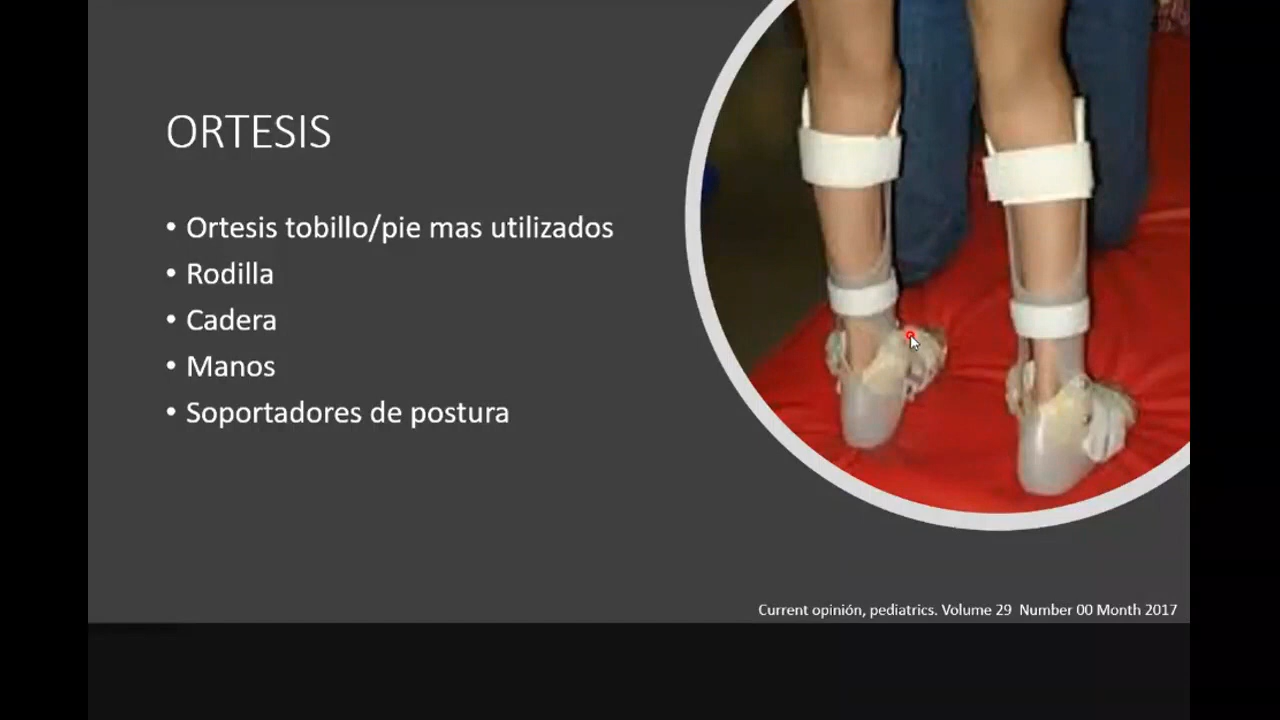 ORTESIS
• Ortesis tobillo/pie mas utilizados
• Rodilla
• Cadera
• Manos
• Soportadores de postura
Current opinión, pediatrics. Volume 29 Number 00 Month 2017